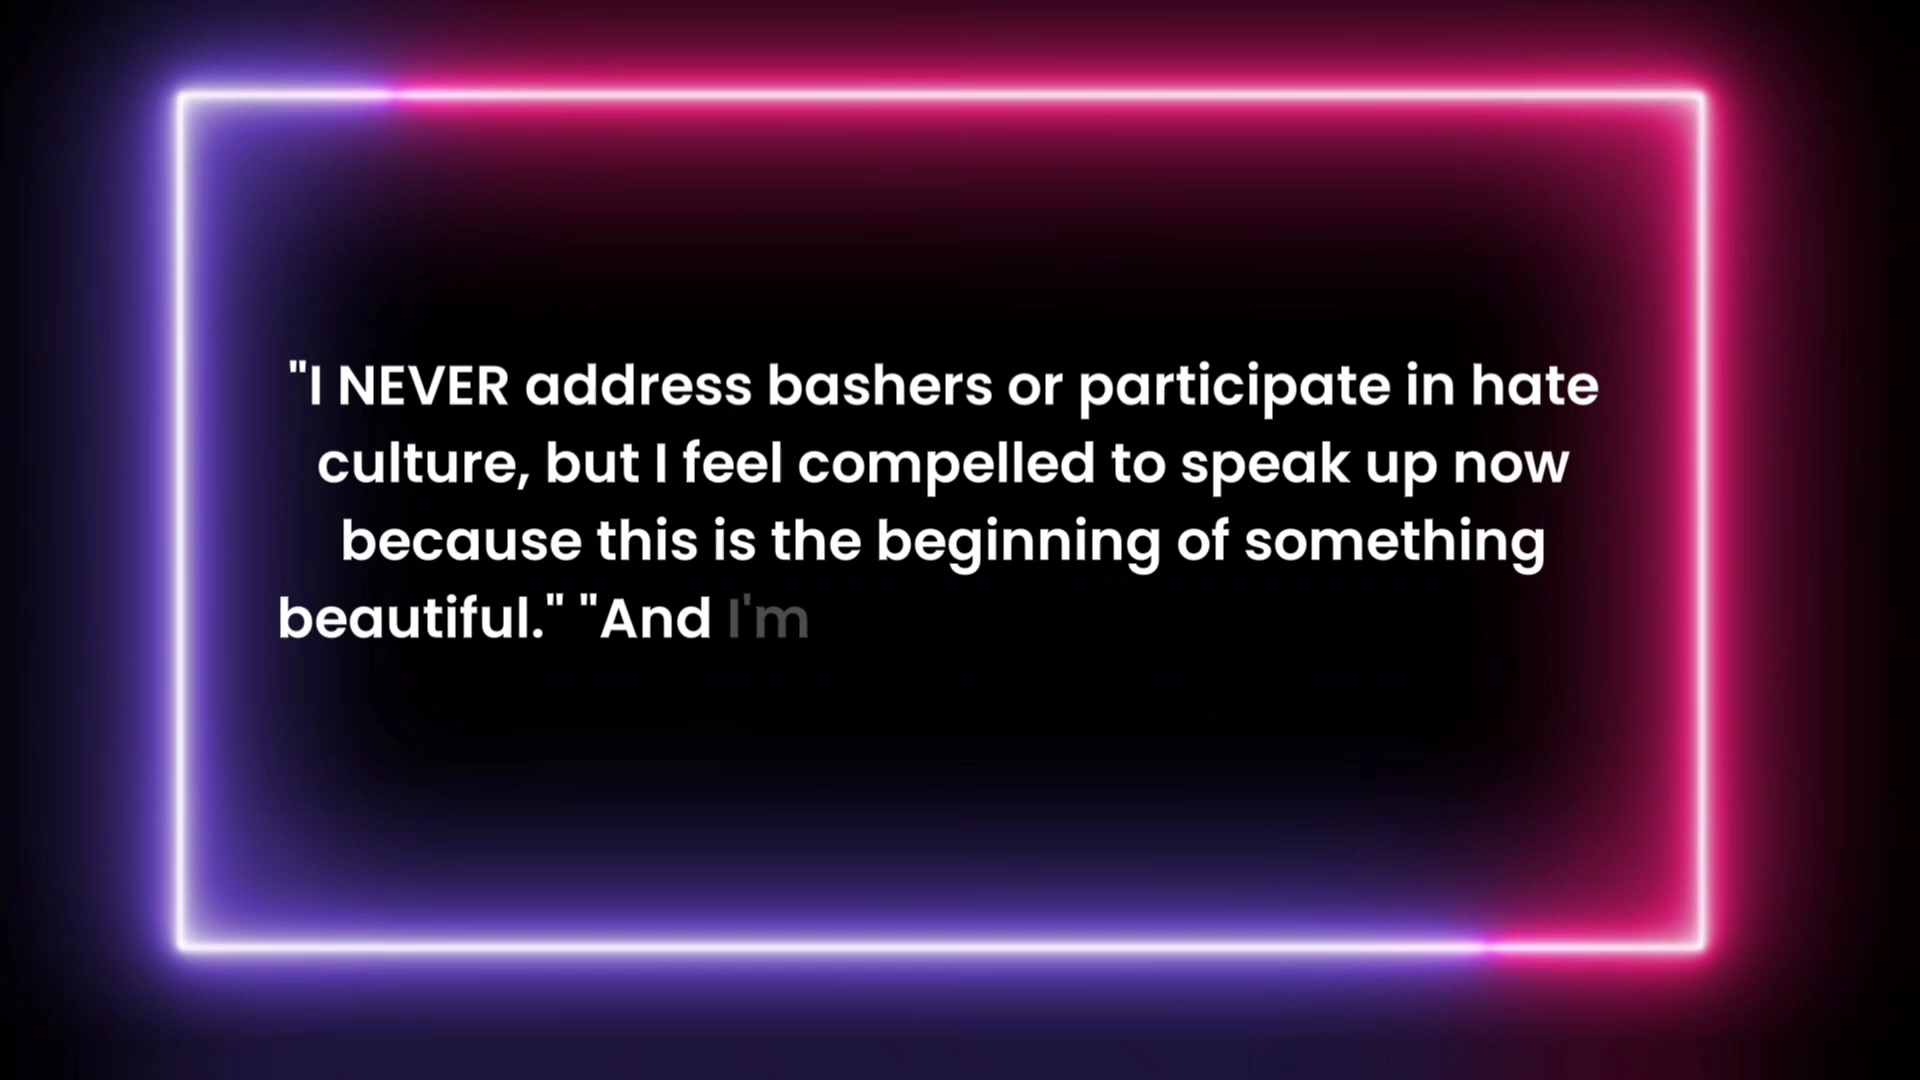 "I NEVER address bashers or participate in hate
culture, but I feel compelled to speak up now
because this is the beginning of something
beautiful." "And I'm